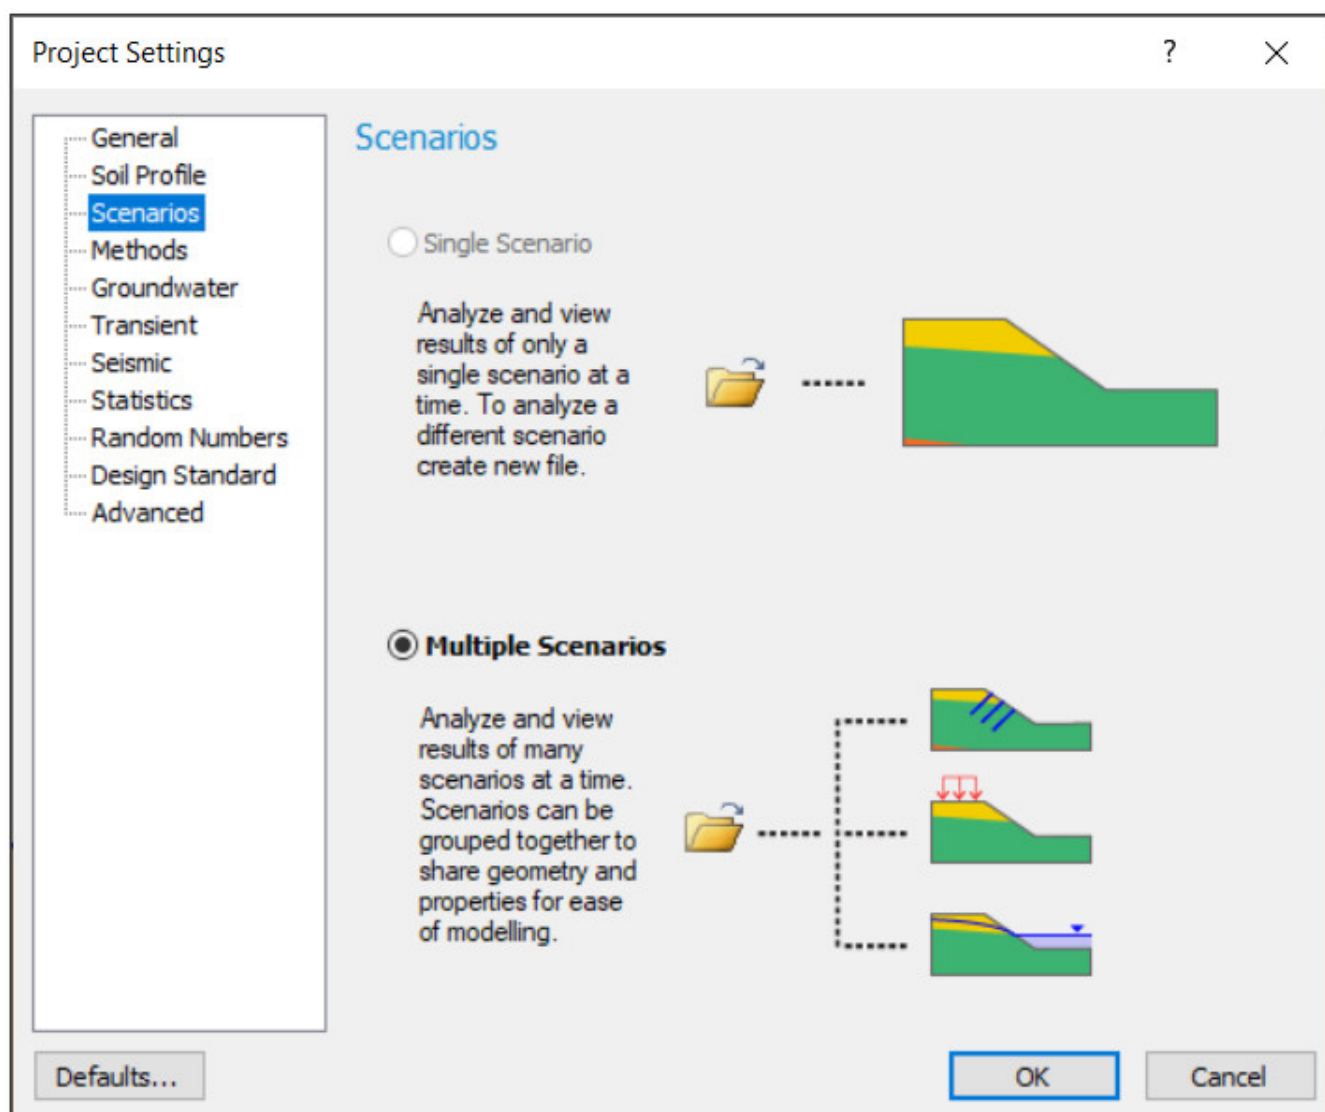 Project Settings
?
General
Soil Profile
Scenarios
Methods
Groundwater
Transient
Seismic
Statistics
Random Numbers
Design Standard
Advanced
Scenarios
Single Scenario
Analyze and view
results of only a
single scenario at a
time. To analyze a
different scenario
create new file.
Multiple Scenarios
Analyze and view
results of many
scenarios at a time.
Scenarios can be
grouped together to
share geometry and
properties for ease
of modelling.
Defaults...
OK
Cancel